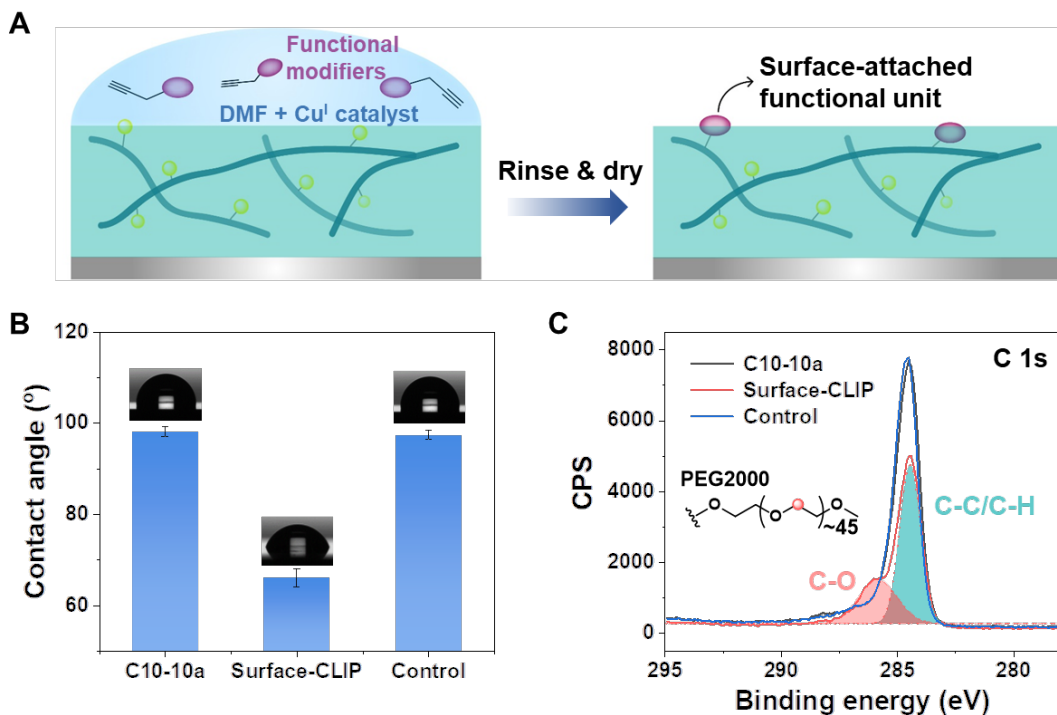 A
Functional
modifiers
DMF + Cuᴵ catalyst
Rinse & dry
Surface-attached
functional unit
B
Contact angle (º)
120
100
80
60
C10-10a
Surface-CLIP
Control
C
C 1s
C10-10a
Surface-CLIP
Control
CPS
8000
6000
4000
2000
0
PEG2000
O
O
O
~45
C-C/C-H
C-O
295
290
285
280
Binding energy (eV)